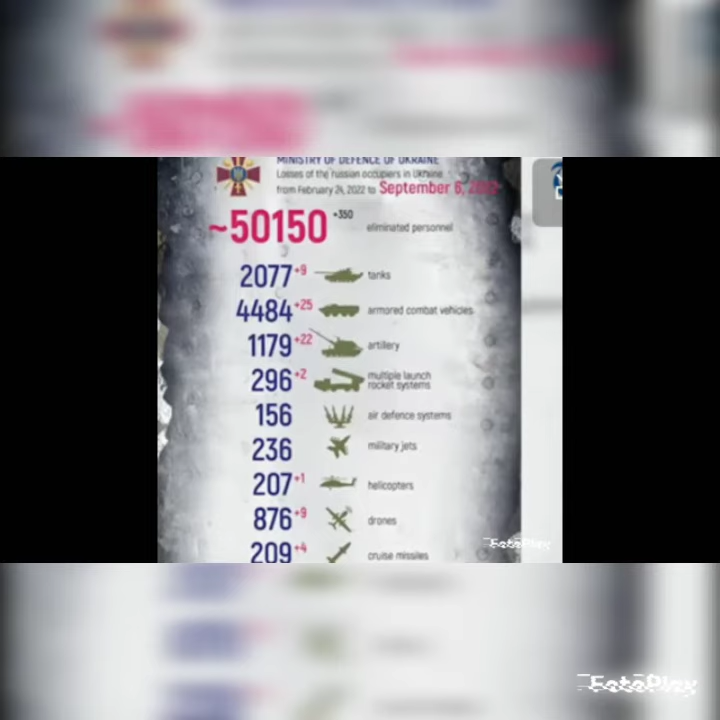 MINISTRY OF DEFENCE OF UKRAINE
Losses of the russian occupiers in Ukraine
from February 24, 2022 to September 6, 2022
~50150 +350 eliminated personnel
2077 +9 tanks
4484 +25 armored combat vehicles
1179 +22 artillery
296 +2 multiple launch
rocket systems
156 air defence systems
236 military jets
207 +1 helicopters
876 +9 drones
209 +4 cruise missiles
FotoPlay
FotoPlay